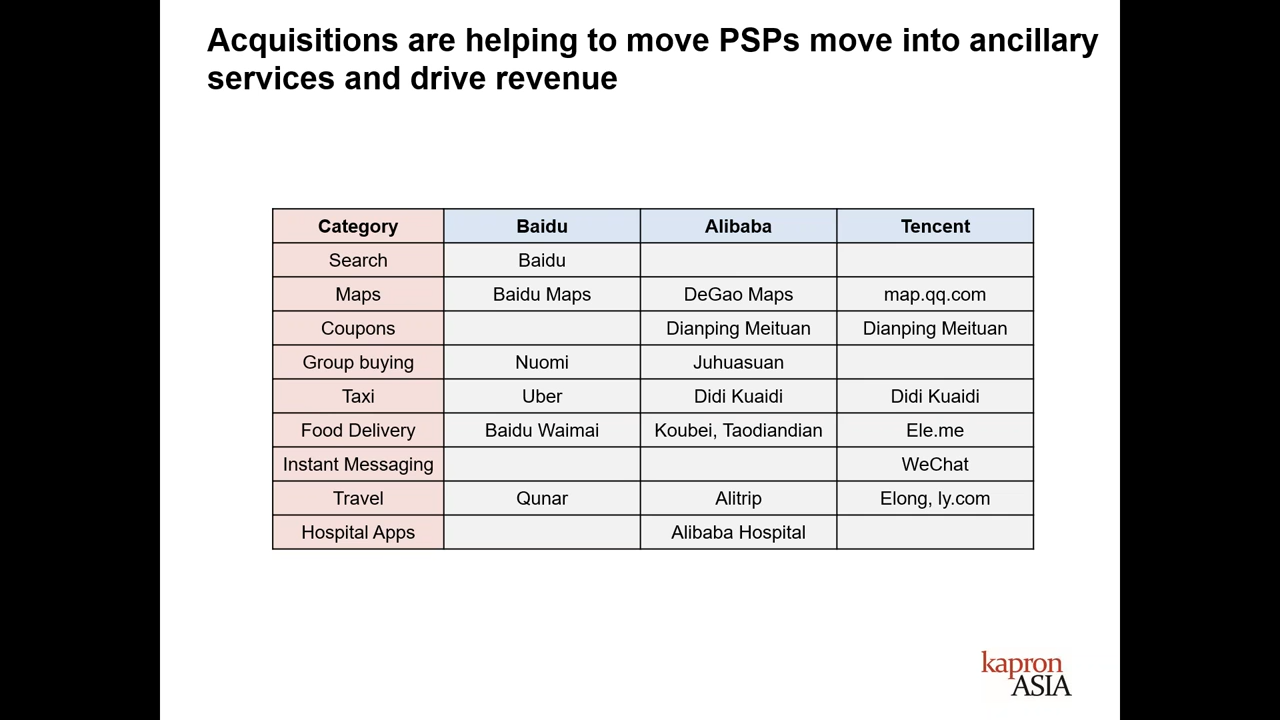 Acquisitions are helping to move PSPs move into ancillary
services and drive revenue
Category Baidu Alibaba Tencent
Search Baidu
Maps Baidu Maps DeGao Maps map.qq.com
Coupons Dianping Meituan Dianping Meituan
Group buying Nuomi Juhuasuan
Taxi Uber Didi Kuaidi Didi Kuaidi
Food Delivery Baidu Waimai Koubei, Taodiandian Ele.me
Instant Messaging WeChat
Travel Qunar Alitrip Elong, ly.com
Hospital Apps Alibaba Hospital
kapron
ASIA